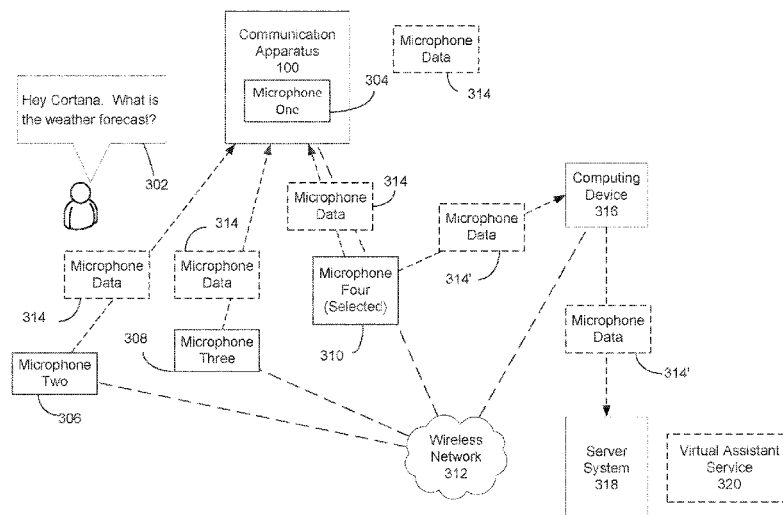 Communication
Apparatus
100
Microphone
One
304
Microphone
Data
314
Hey Cortana. What is
the weather forecast?
302
Microphone
Data
314
Computing
Device
316
Microphone
Data
314'
314
Microphone
Data
314
Microphone
Data
Microphone
Four
(Selected)
310
Microphone
Data
314'
308
Microphone
Three
Microphone
Two
306
Wireless
Network
312
Server
System
318
Virtual Assistant
Service
320